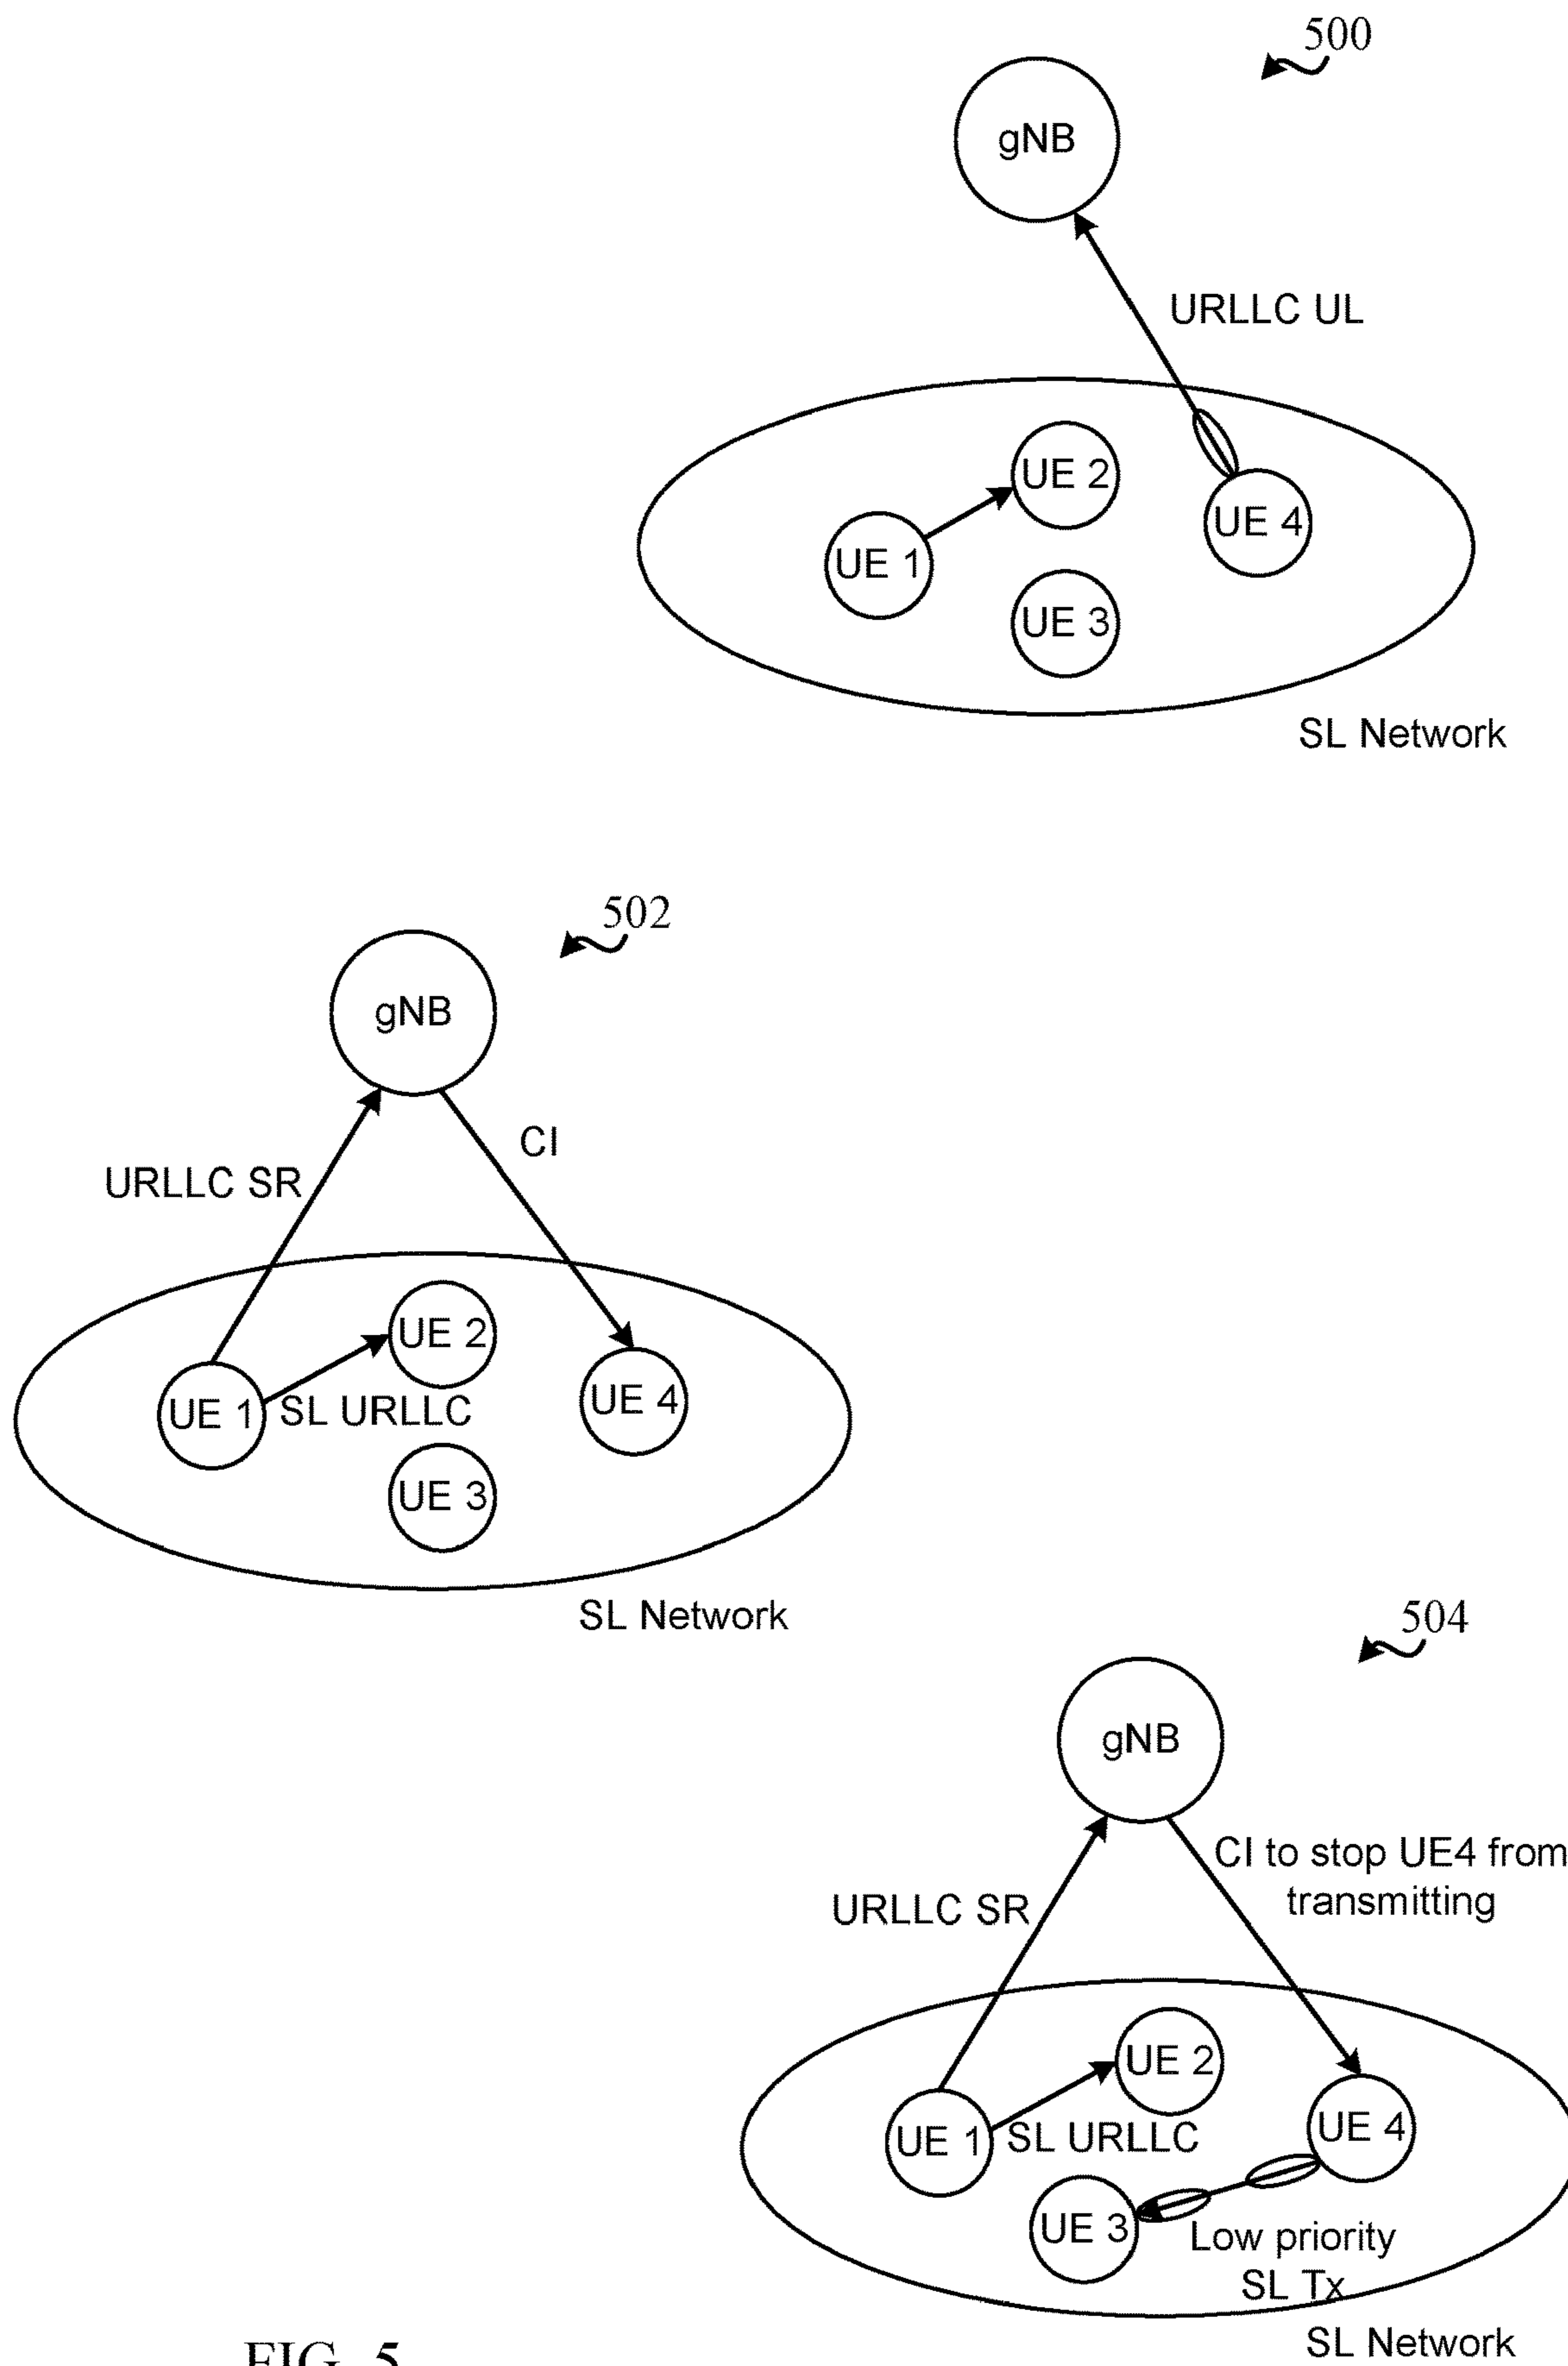 500
gNB
URLLC UL
UE 2
UE 4
UE 1
UE 3
SL Network
502
gNB
CI
URLLC SR
UE 2
UE 4
UE 1 SL URLLC
UE 3
SL Network
504
gNB
CI to stop UE4 from
transmitting
URLLC SR
UE 2
UE 4
UE 1 SL URLLC
UE 3
Low priority
SL Tx
SL Network
FIG. 5